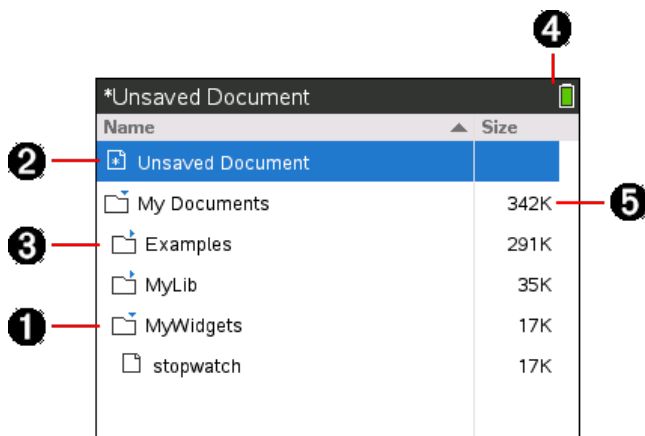 4
*Unsaved Document
Name Size
2 Unsaved Document
My Documents 342K 5
3 Examples 291K
MyLib 35K
1 MyWidgets 17K
stopwatch 17K